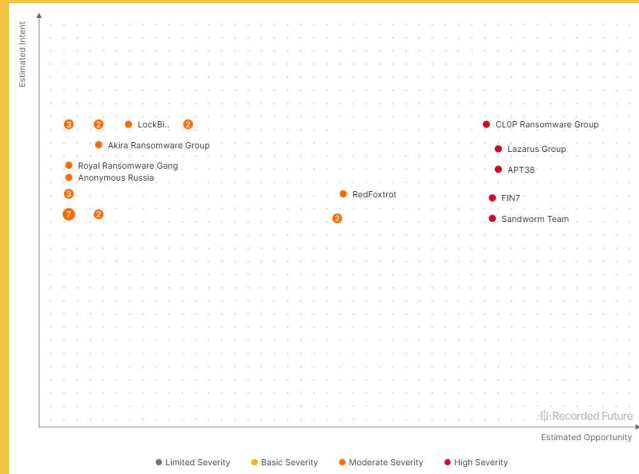 Estimated Intent
3
2
LockBi..
2
CL0P Ransomware Group
Akira Ransomware Group
Lazarus Group
Royal Ransomware Gang
APT38
Anonymous Russia
3
RedFoxtrot
FIN7
7
2
2
Sandworm Team
Recorded Future
Estimated Opportunity
Limited Severity
Basic Severity
Moderate Severity
High Severity